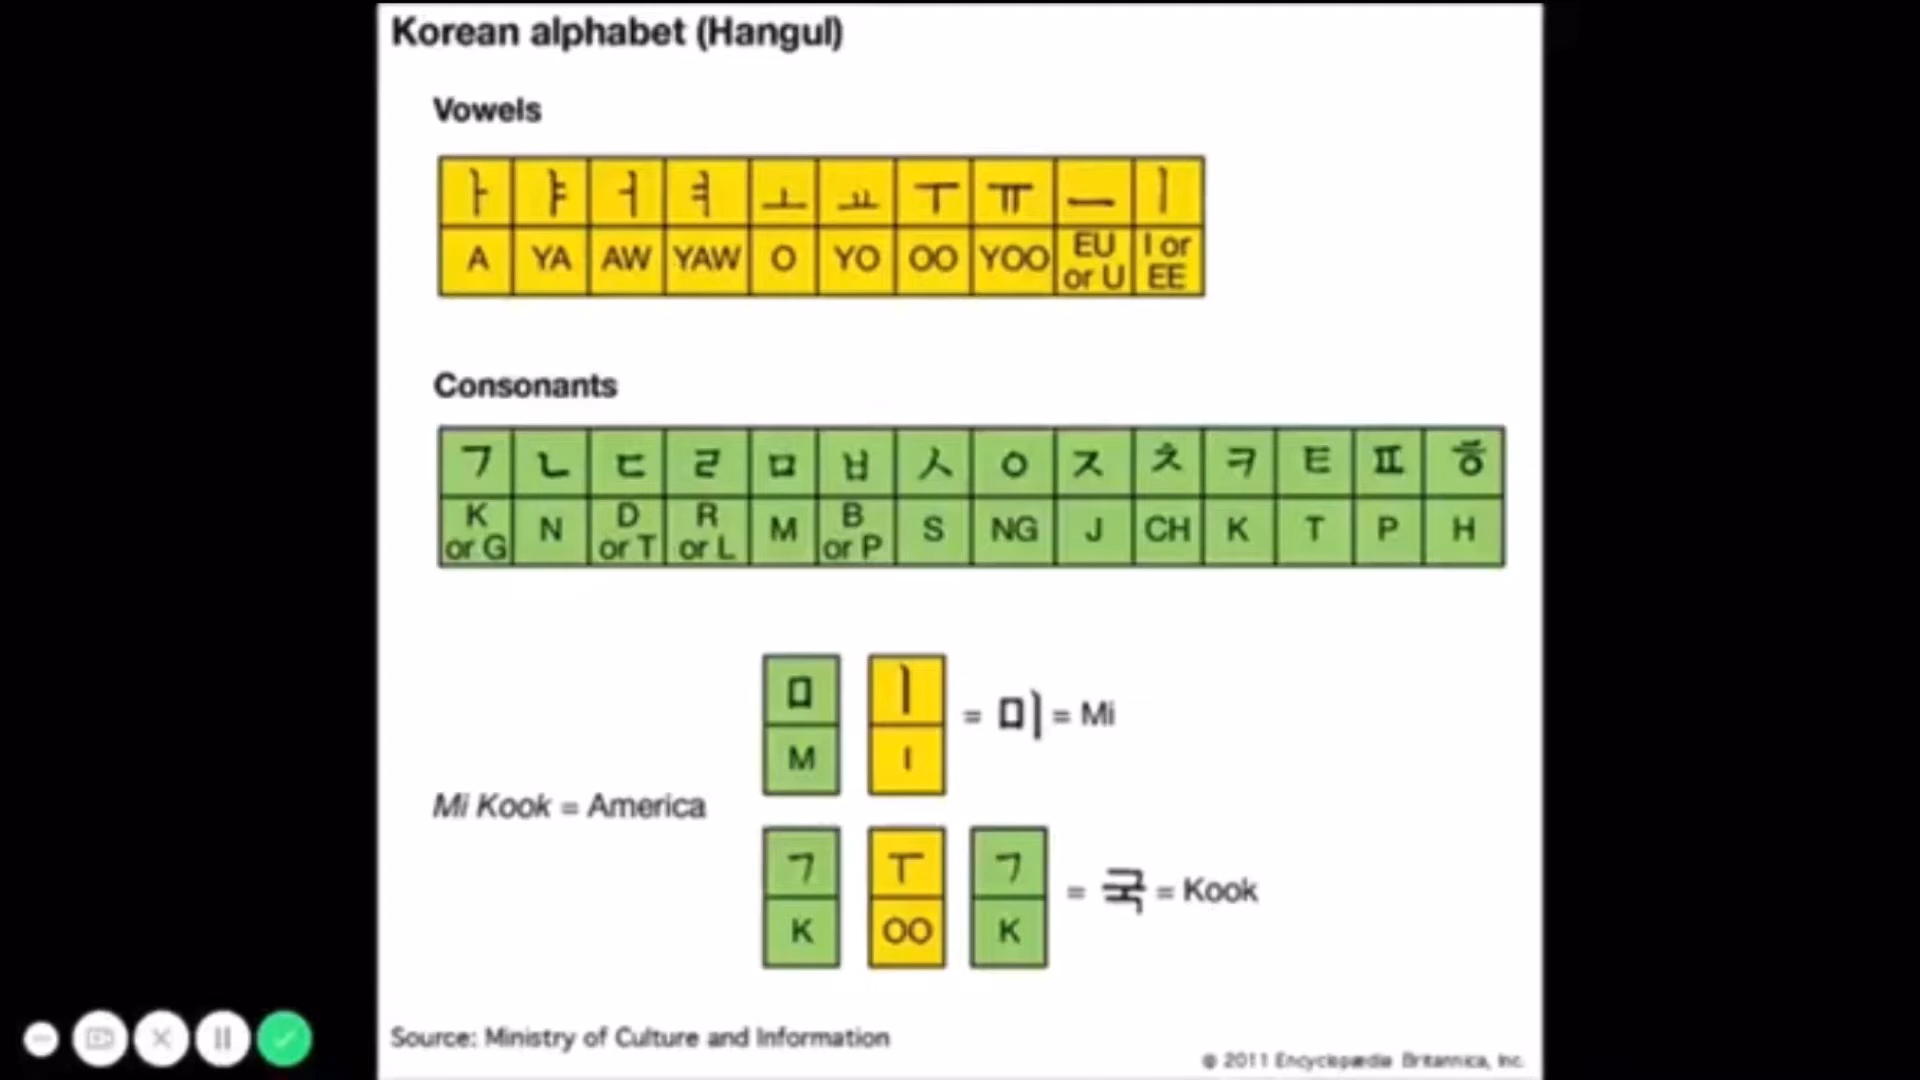 Korean alphabet (Hangul)
Vowels
ㅏ ㅑ ㅓ ㅕ ㅗ ㅛ ㅜ ㅠ ㅡ ㅣ
A YA AW YAW O YO OO YOO EU or U I or EE
Consonants
ㄱ ㄴ ㄷ ㄹ ㅁ ㅂ ㅅ ㅇ ㅈ ㅊ ㅋ ㅌ ㅍ ㅎ
K or G N D or T R or L M B or P S NG J CH K T P H
ㅁ ㅣ = 미 = Mi
M I
Mi Kook = America
ㄱ ㅜ ㄱ = 국 = Kook
K OO K
Source: Ministry of Culture and Information
© 2011 Encyclopædia Britannica, Inc.